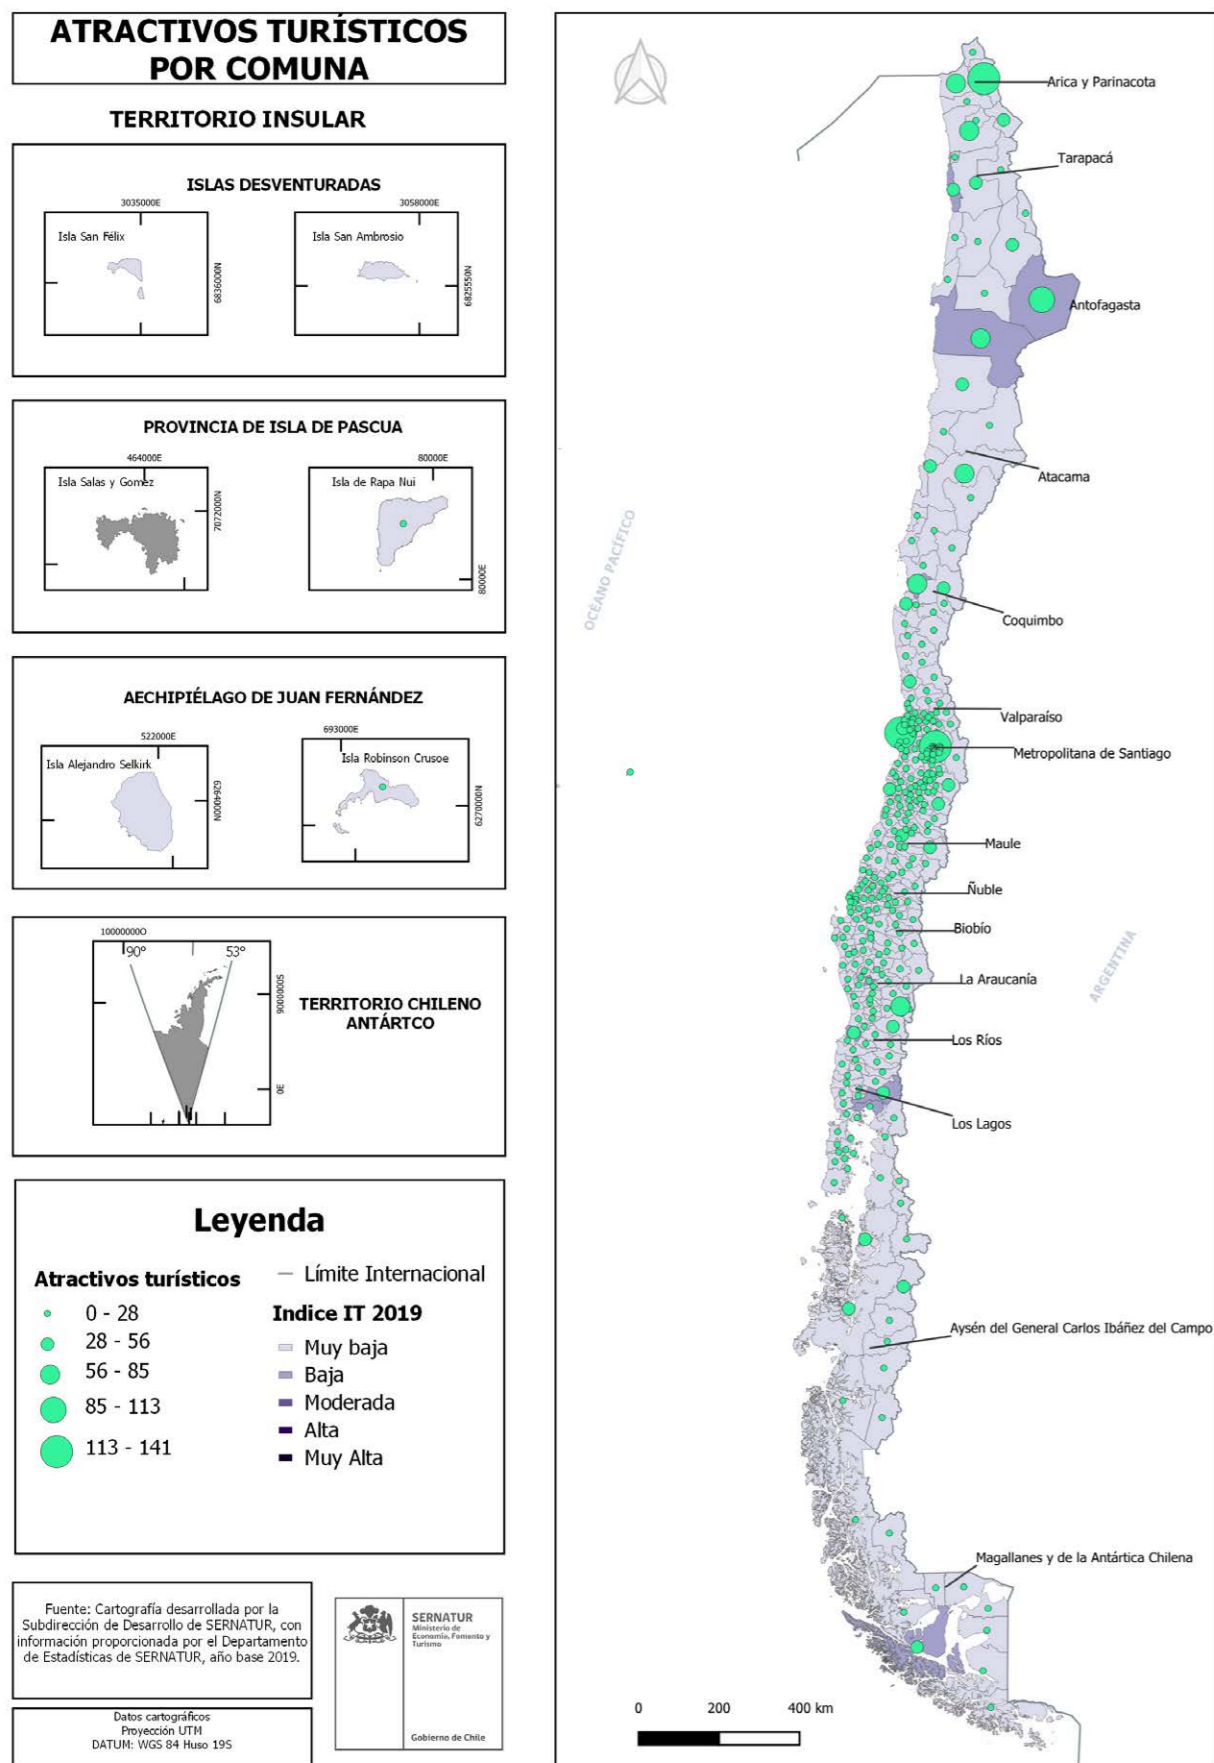 ATRACTIVOS TURÍSTICOS
POR COMUNA
TERRITORIO INSULAR
ISLAS DESVENTURADAS
3035000E
Isla San Félix
6836000N
3058000E
Isla San Ambrosio
6825550N
PROVINCIA DE ISLA DE PASCUA
464000E
Isla Salas y Gomez
7072000N
80000E
Isla de Rapa Nui
80000E
AECHIPIÉLAGO DE JUAN FERNÁNDEZ
522000E
Isla Alejandro Selkirk
6264000N
693000E
Isla Robinson Crusoe
6270000N
10000000O
90°
53°
9000000S
0E
TERRITORIO CHILENO
ANTÁRTCO
Leyenda
Atractivos turísticos
0 - 28
28 - 56
56 - 85
85 - 113
113 - 141
Límite Internacional
Indice IT 2019
Muy baja
Baja
Moderada
Alta
Muy Alta
Fuente: Cartografía desarrollada por la
Subdirección de Desarrollo de SERNATUR, con
información proporcionada por el Departamento
de Estadísticas de SERNATUR, año base 2019.
Datos cartográficos
Proyección UTM
DATUM: WGS 84 Huso 19S
SERNATUR
Ministerio de
Economía, Fomento y
Turismo
Gobierno de Chile
Arica y Parinacota
Tarapacá
Antofagasta
Atacama
OCÉANO PACÍFICO
Coquimbo
Valparaíso
Metropolitana de Santiago
Maule
Ñuble
Biobío
ARGENTINA
La Araucanía
Los Ríos
Los Lagos
Aysén del General Carlos Ibáñez del Campo
Magallanes y de la Antártica Chilena
0 200 400 km